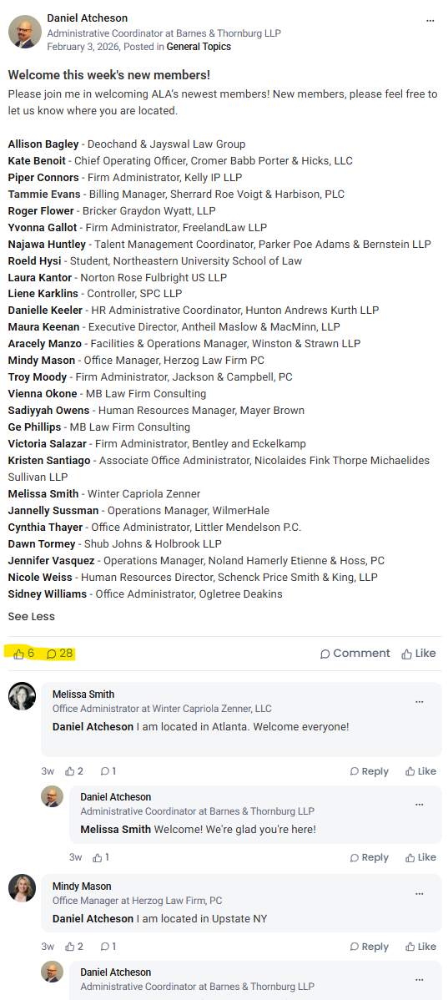 Daniel Atcheson
...
Administrative Coordinator at Barnes & Thornburg LLP
February 3, 2026, Posted in General Topics
Welcome this week's new members!
Please join me in welcoming ALA's newest members! New members, please feel free to
let us know where you are located.
Allison Bagley - Deochand & Jayswal Law Group
Kate Benoit - Chief Operating Officer, Cromer Babb Porter & Hicks, LLC
Piper Connors - Firm Administrator, Kelly IP LLP
Tammie Evans - Billing Manager, Sherrard Roe Voigt & Harbison, PLC
Roger Flower - Bricker Graydon Wyatt, LLP
Yvonna Gallot - Firm Administrator, FreelandLaw LLP
Najawa Huntley - Talent Management Coordinator, Parker Poe Adams & Bernstein LLP
Roeld Hysi - Student, Northeastern University School of Law
Laura Kantor - Norton Rose Fulbright US LLP
Liene Karklins - Controller, SPC LLP
Danielle Keeler - HR Administrative Coordinator, Hunton Andrews Kurth LLP
Maura Keenan - Executive Director, Antheil Maslow & MacMinn, LLP
Aracely Manzo - Facilities & Operations Manager, Winston & Strawn LLP
Mindy Mason - Office Manager, Herzog Law Firm PC
Troy Moody - Firm Administrator, Jackson & Campbell, PC
Vienna Okone - MB Law Firm Consulting
Sadiyyah Owens - Human Resources Manager, Mayer Brown
Ge Phillips - MB Law Firm Consulting
Victoria Salazar - Firm Administrator, Bentley and Eckelkamp
Kristen Santiago - Associate Office Administrator, Nicolaides Fink Thorpe Michaelides
Sullivan LLP
Melissa Smith - Winter Capriola Zenner
Jannelly Sussman - Operations Manager, WilmerHale
Cynthia Thayer - Office Administrator, Littler Mendelson P.C.
Dawn Tormey - Shub Johns & Holbrook LLP
Jennifer Vasquez - Operations Manager, Noland Hamerly Etienne & Hoss, PC
Nicole Weiss - Human Resources Director, Schenck Price Smith & King, LLP
Sidney Williams - Office Administrator, Ogletree Deakins
See Less
6 28 Comment Like
Melissa Smith
...
Office Administrator at Winter Capriola Zenner, LLC
Daniel Atcheson I am located in Atlanta. Welcome everyone!
3w 2 1 Reply Like
Daniel Atcheson
...
Administrative Coordinator at Barnes & Thornburg LLP
Melissa Smith Welcome! We're glad you're here!
3w 1 Reply Like
Mindy Mason
...
Office Manager at Herzog Law Firm, PC
Daniel Atcheson I am located in Upstate NY
3w 2 1 Reply Like
Daniel Atcheson
...
Administrative Coordinator at Barnes & Thornburg LLP